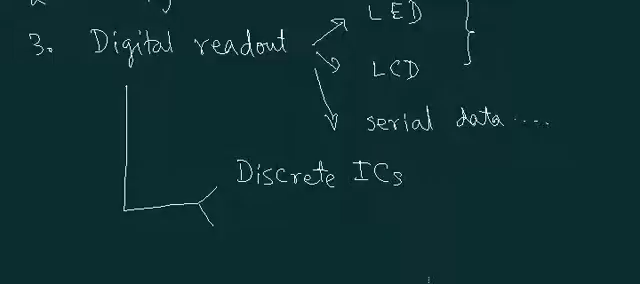 LED
3. Digital readout
LCD
serial data ....
Discrete ICs